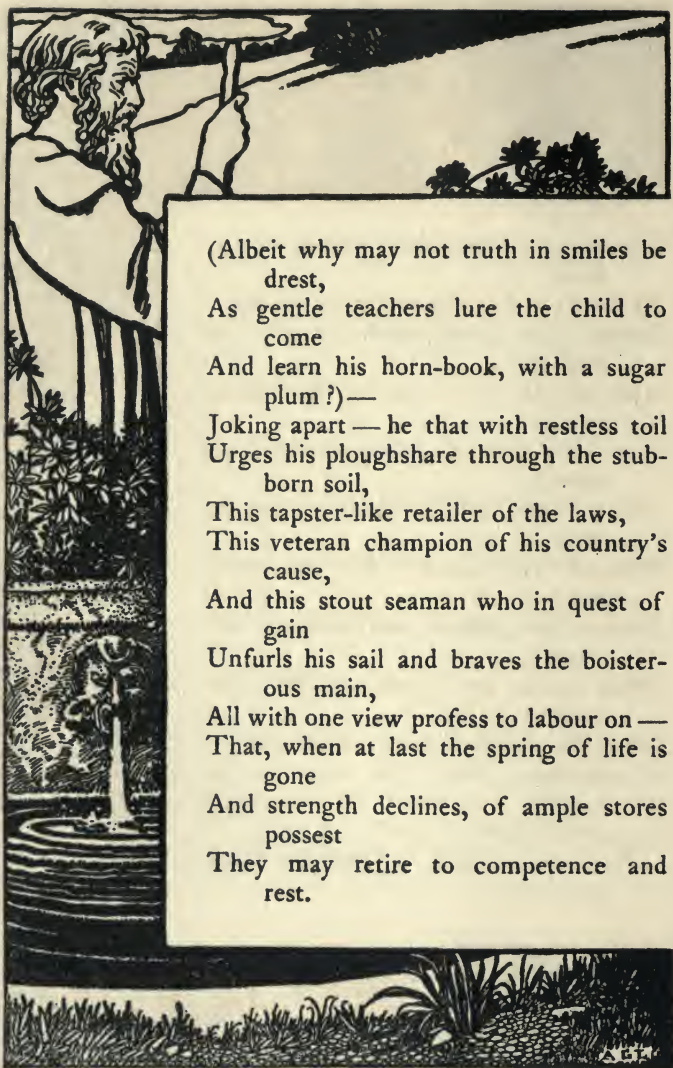 (Albeit why may not truth in smiles be
drest,
As gentle teachers lure the child to
come
And learn his horn-book, with a sugar
plum?)—
Joking apart — he that with restless toil
Urges his ploughshare through the stub-
born soil,
This tapster-like retailer of the laws,
This veteran champion of his country's
cause,
And this stout seaman who in quest of
gain
Unfurls his sail and braves the boister-
ous main,
All with one view profess to labour on —
That, when at last the spring of life is
gone
And strength declines, of ample stores
possest
They may retire to competence and
rest.